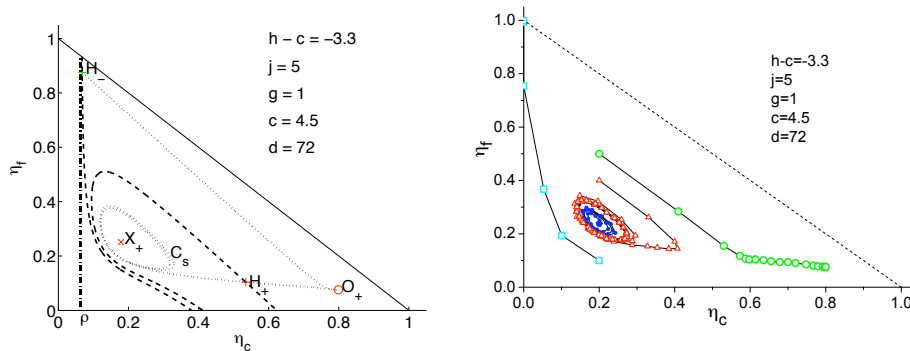 h − c = −3.3
j = 5
g = 1
c = 4.5
d = 72
1
0.8
0.6
0.4
0.2
0
η_f
H_−
X_+
C_s
H_+
O_+
0 ρ 0.2 0.4 0.6 0.8 1
η_c
h-c=-3.3
j=5
g=1
c=4.5
d=72
1.0
0.8
0.6
0.4
0.2
0.0
η_f
0.0 0.2 0.4 0.6 0.8 1.0
η_c